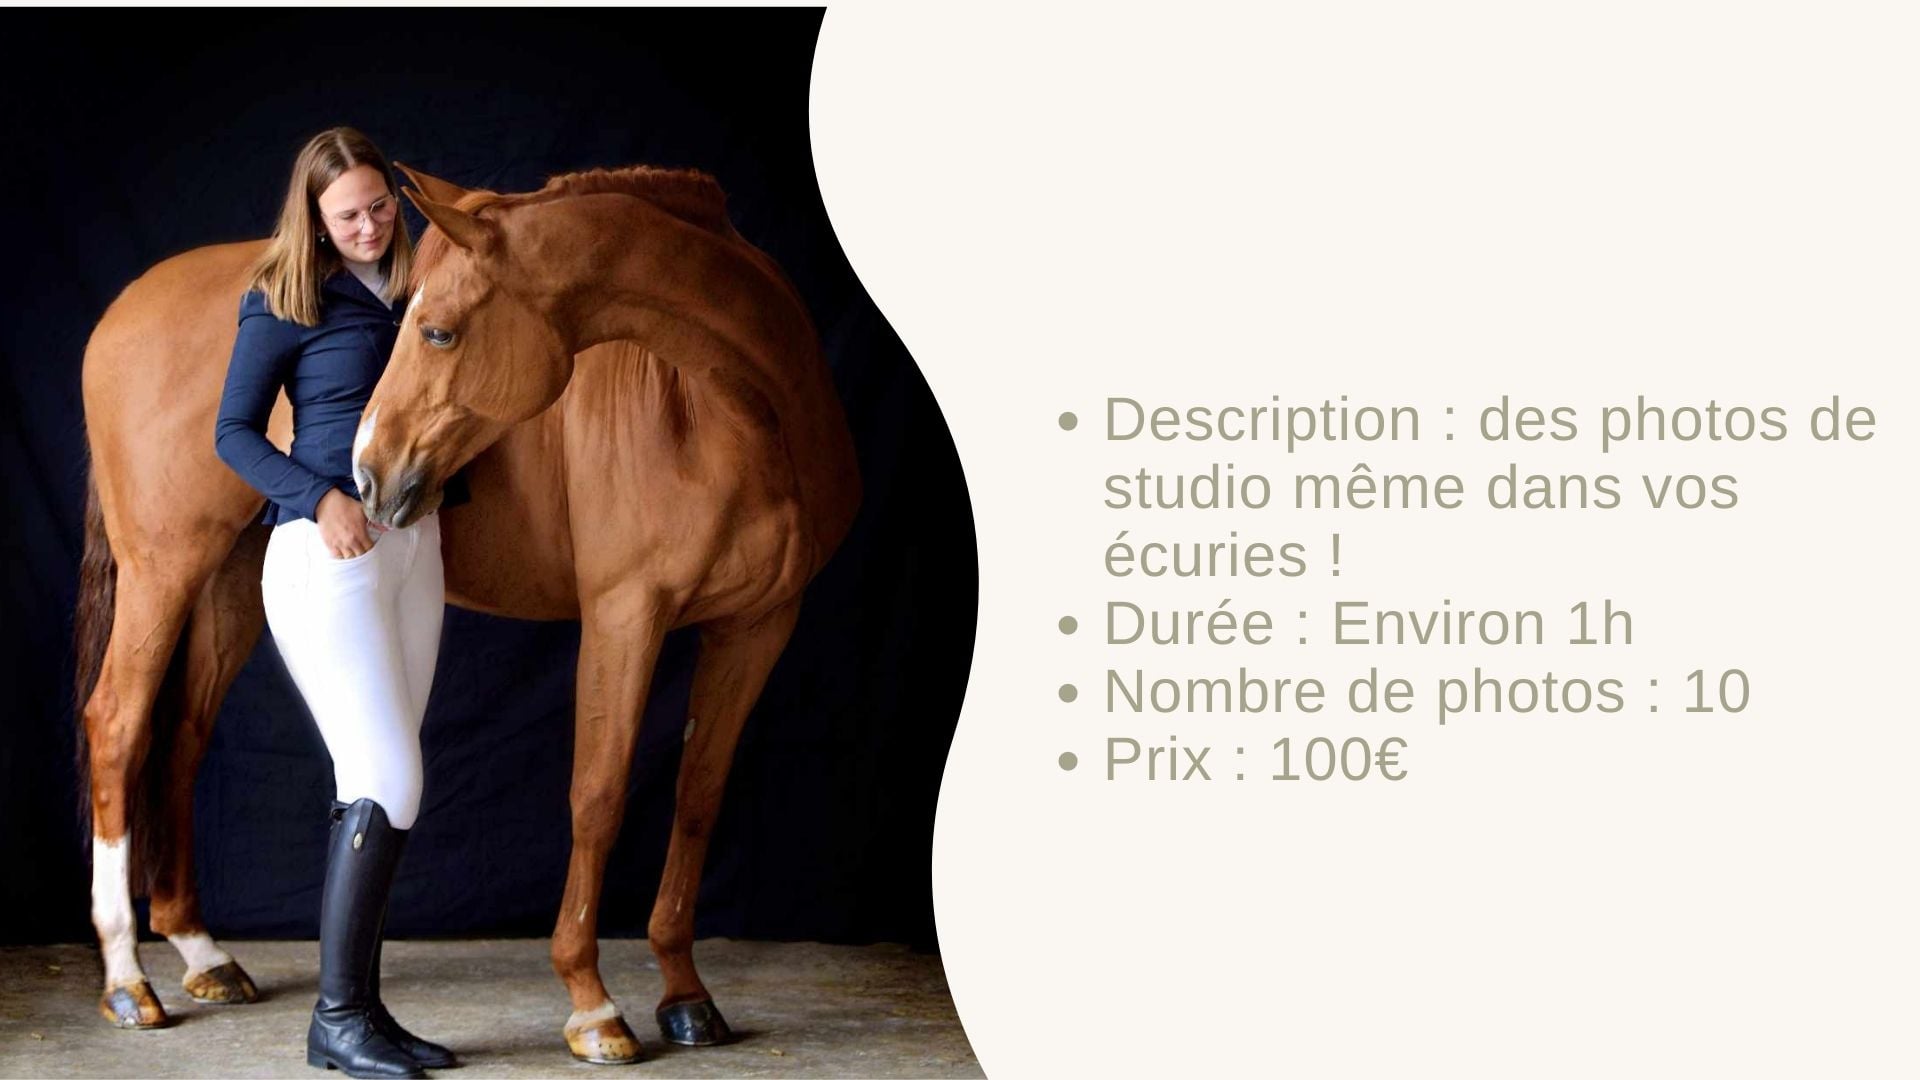 • Description : des photos de
studio même dans vos
écuries !
• Durée : Environ 1h
• Nombre de photos : 10
• Prix : 100€